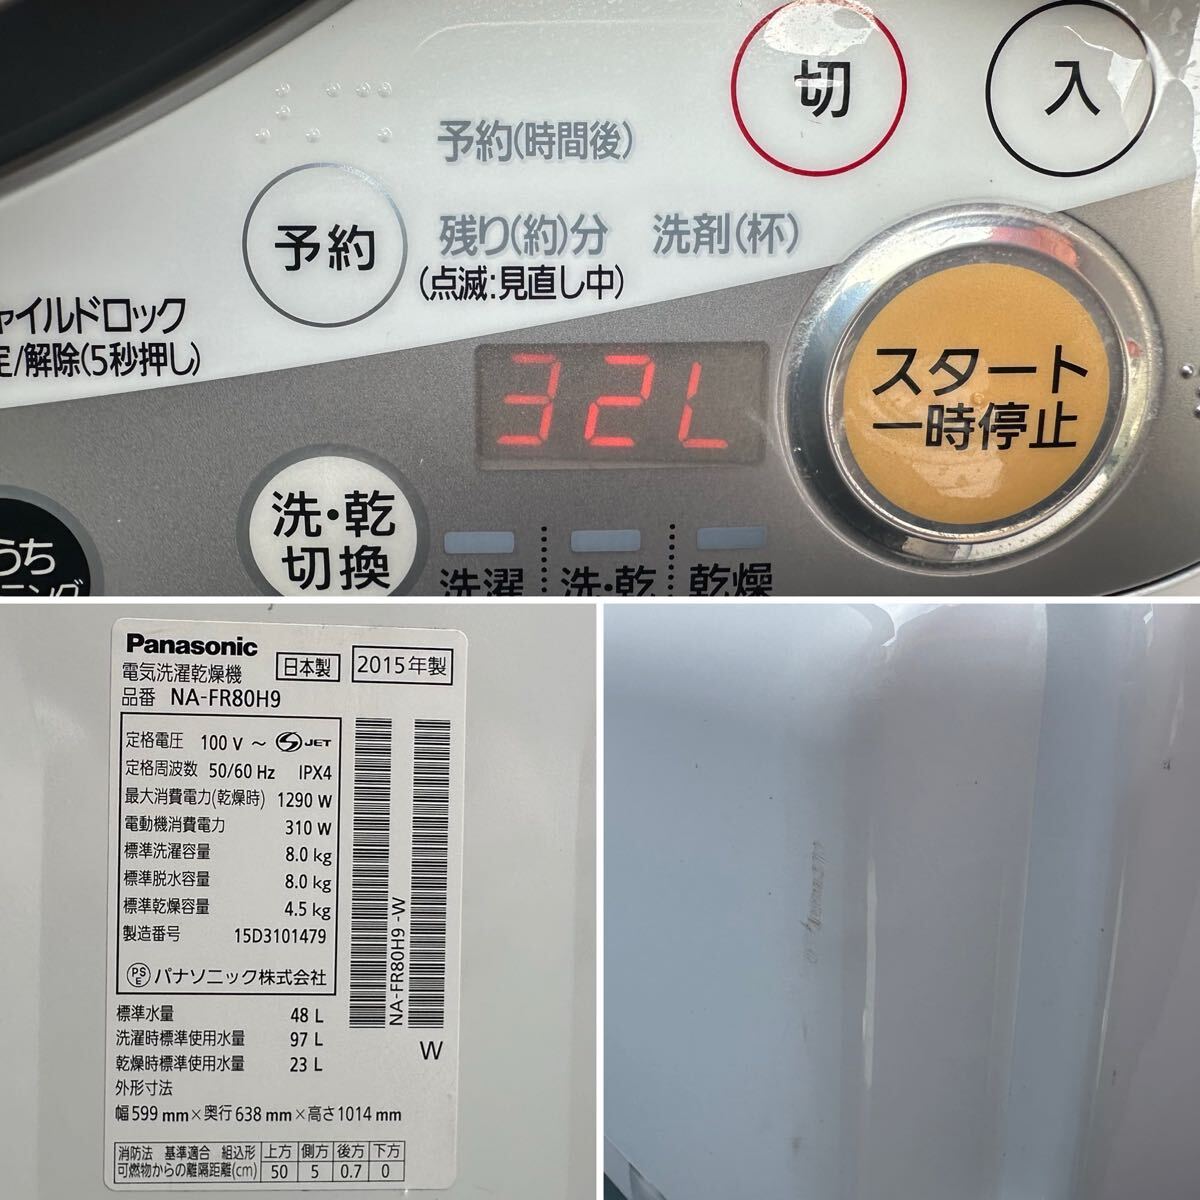 切
入
予約(時間後)
予約
残り(約)分 洗剤(杯)
(点滅:見直し中)
ャイルドロック
定/解除(5秒押し)
32L
スタート
一時停止
洗・乾
切換
うち
ニング
洗濯
洗・乾
乾燥
Panasonic
電気洗濯乾燥機
日本製
2015年製
品番 NA-FR80H9
定格電圧 100 V ～ JET
定格周波数 50/60 Hz IPX4
最大消費電力(乾燥時) 1290 W
電動機消費電力 310 W
標準洗濯容量 8.0 kg
標準脱水容量 8.0 kg
標準乾燥容量 4.5 kg
製造番号 15D3101479
PSE パナソニック株式会社
NA-FR80H9 -W
W
標準水量 48 L
洗濯時標準使用水量 97 L
乾燥時標準使用水量 23 L
外形寸法
幅 599 mm×奥行 638 mm×高さ 1014 mm
消防法 基準適合 組込形 上方 側方 後方 下方
可燃物からの離隔距離(cm) 50 5 0.7 0